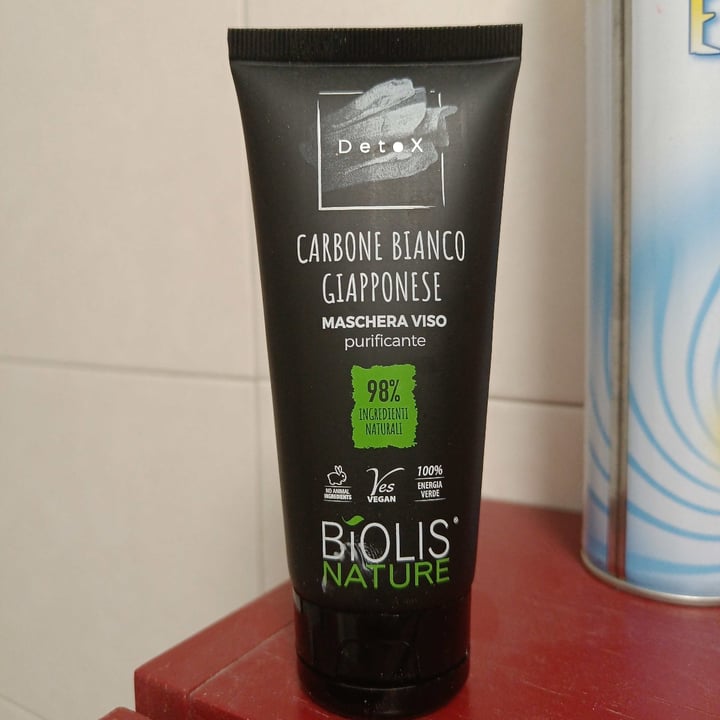 DetoX
CARBONE BIANCO
GIAPPONESE
MASCHERA VISO
purificante
98%
INGREDIENTI
NATURALI
NO ANIMAL
INGREDIENTS
Yes
VEGAN
100%
ENERGIA
VERDE
BiOLIS®
NATURE